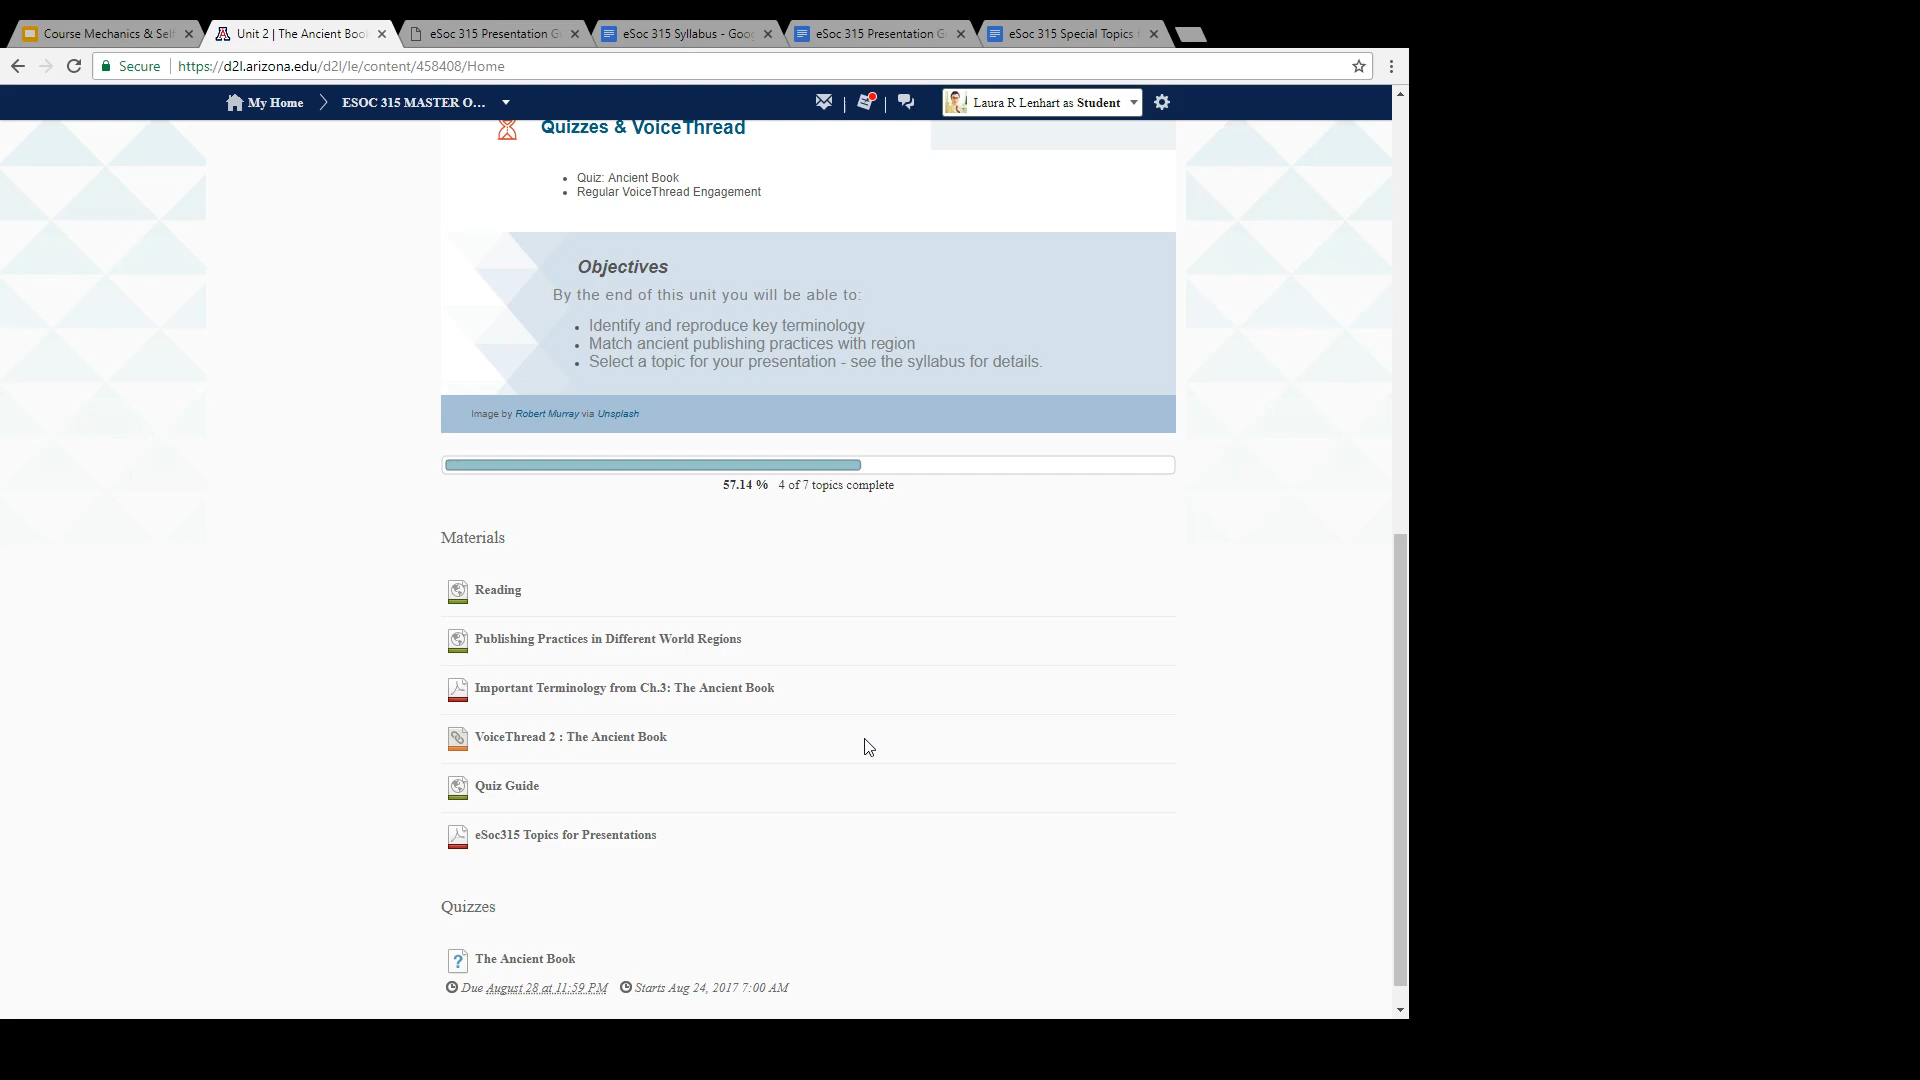 Course Mechanics & Self
Unit 2 | The Ancient Boo
eSoc 315 Presentation G
eSoc 315 Syllabus - Goo
eSoc 315 Presentation G
eSoc 315 Special Topics
Secure
https://d2l.arizona.edu/d2l/le/content/458408/Home
My Home
ESOC 315 MASTER O...
Laura R Lenhart as Student
Quizzes & VoiceThread
Quiz: Ancient Book
Regular VoiceThread Engagement
Objectives
By the end of this unit you will be able to:
Identify and reproduce key terminology
Match ancient publishing practices with region
Select a topic for your presentation - see the syllabus for details.
Image by Robert Murray via Unsplash
57.14 % 4 of 7 topics complete
Materials
Reading
Publishing Practices in Different World Regions
Important Terminology from Ch.3: The Ancient Book
VoiceThread 2 : The Ancient Book
Quiz Guide
eSoc315 Topics for Presentations
Quizzes
The Ancient Book
Due August 28 at 11:59 PM Starts Aug 24, 2017 7:00 AM